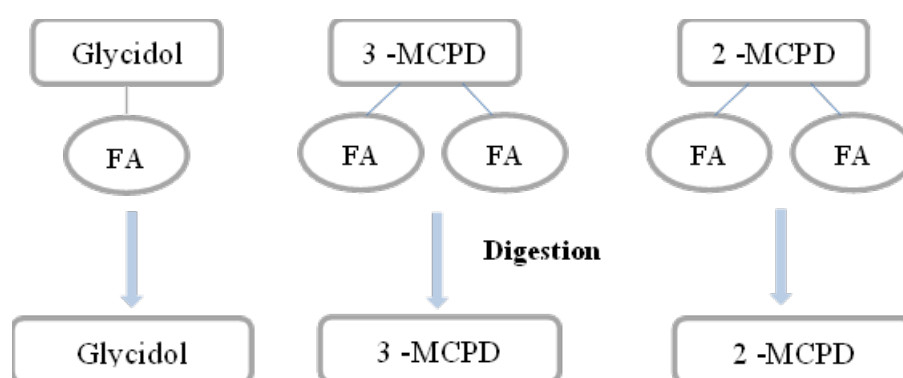 Glycidol 3 -MCPD 2 -MCPD
FA FA FA FA FA
Digestion
Glycidol 3 -MCPD 2 -MCPD